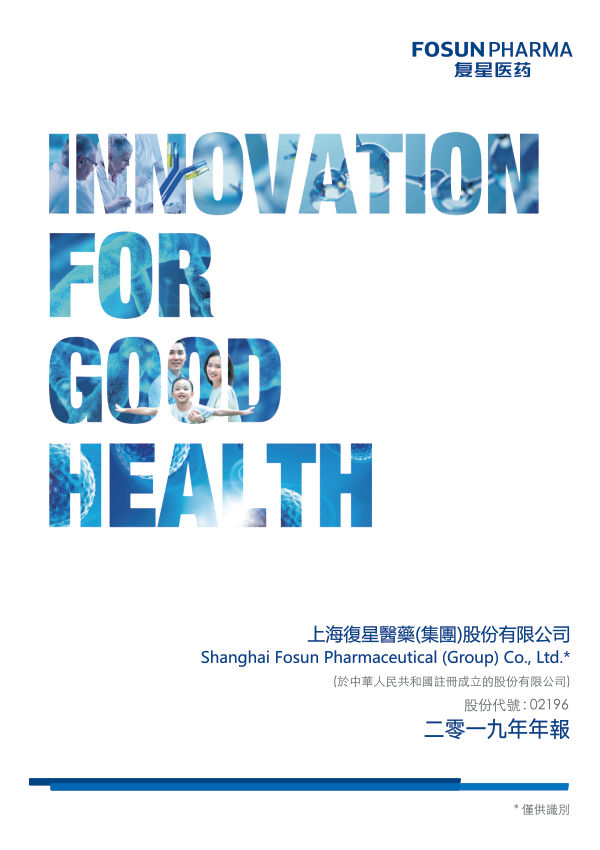 FOSUN PHARMA
复星医药
INNOVATION
FOR
GOOD
HEALTH
上海復星醫藥(集團)股份有限公司
Shanghai Fosun Pharmaceutical (Group) Co., Ltd.*
(於中華人民共和國註冊成立的股份有限公司)
股份代號 : 02196
二零一九年年報
* 僅供識別